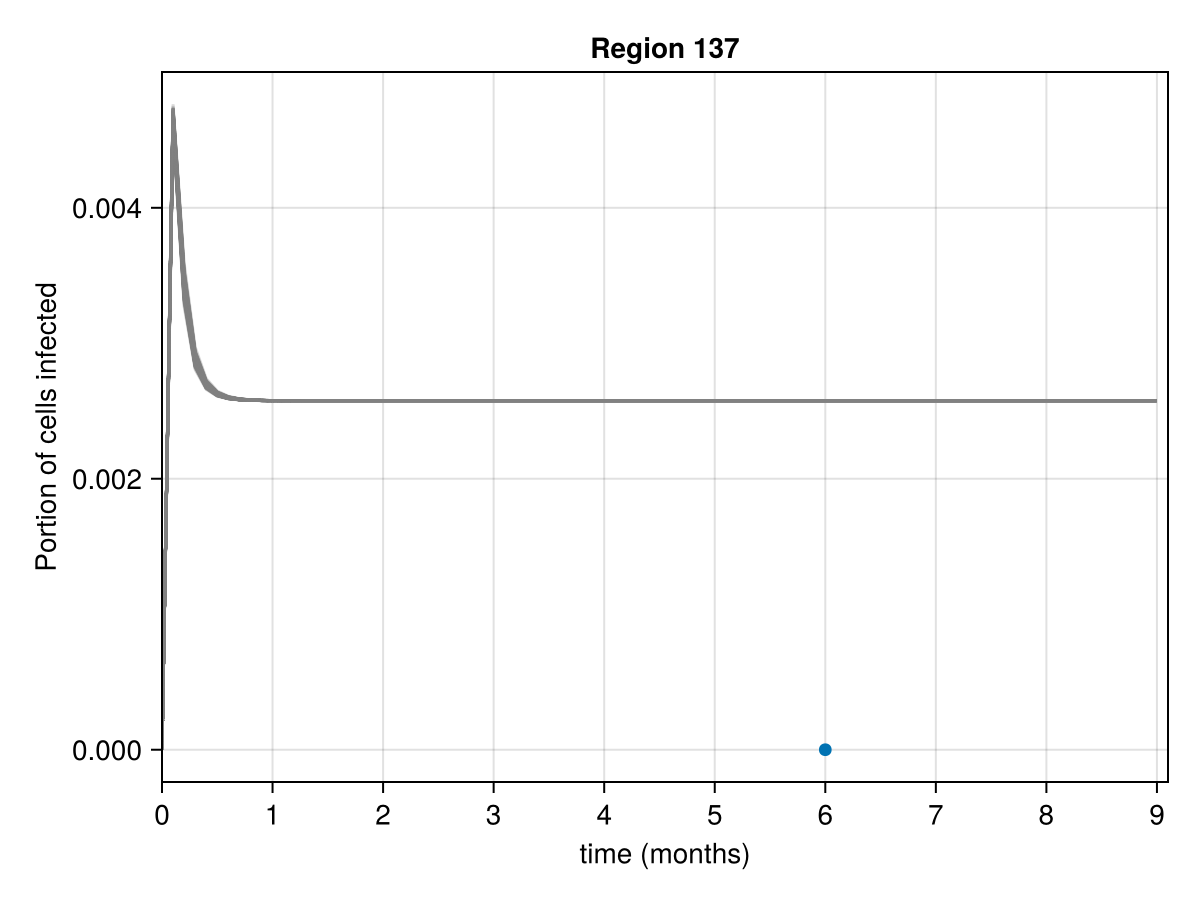 Region 137
Portion of cells infected
0.004
0.002
0.000
0 1 2 3 4 5 6 7 8 9
time (months)